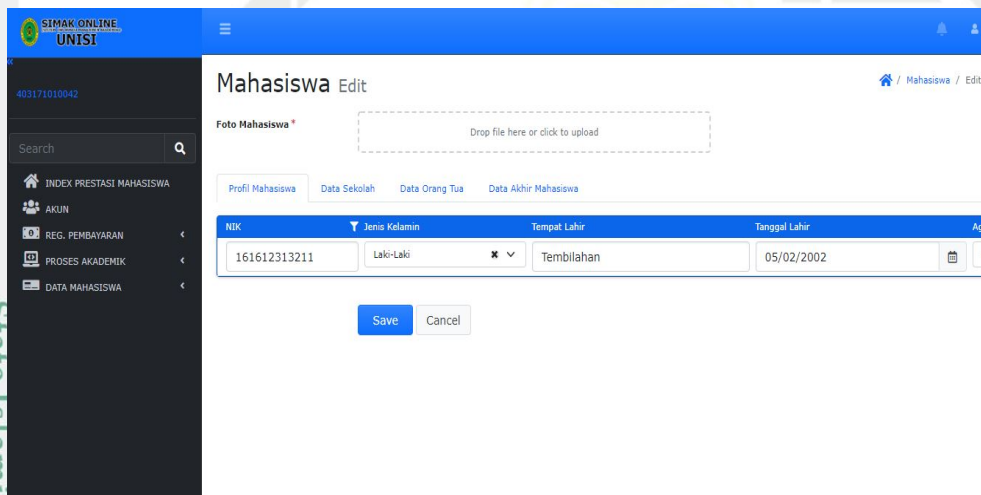 SIMAK ONLINE
UNISI
403171010042
Search
INDEX PRESTASI MAHASISWA
AKUN
REG. PEMBAYARAN
PROSES AKADEMIK
DATA MAHASISWA
Mahasiswa Edit
/ Mahasiswa / Edit
Foto Mahasiswa *
Drop file here or click to upload
Profil Mahasiswa Data Sekolah Data Orang Tua Data Akhir Mahasiswa
NIK Jenis Kelamin Tempat Lahir Tanggal Lahir Ag
161612313211 Laki-Laki Tembilahan 05/02/2002
Save Cancel